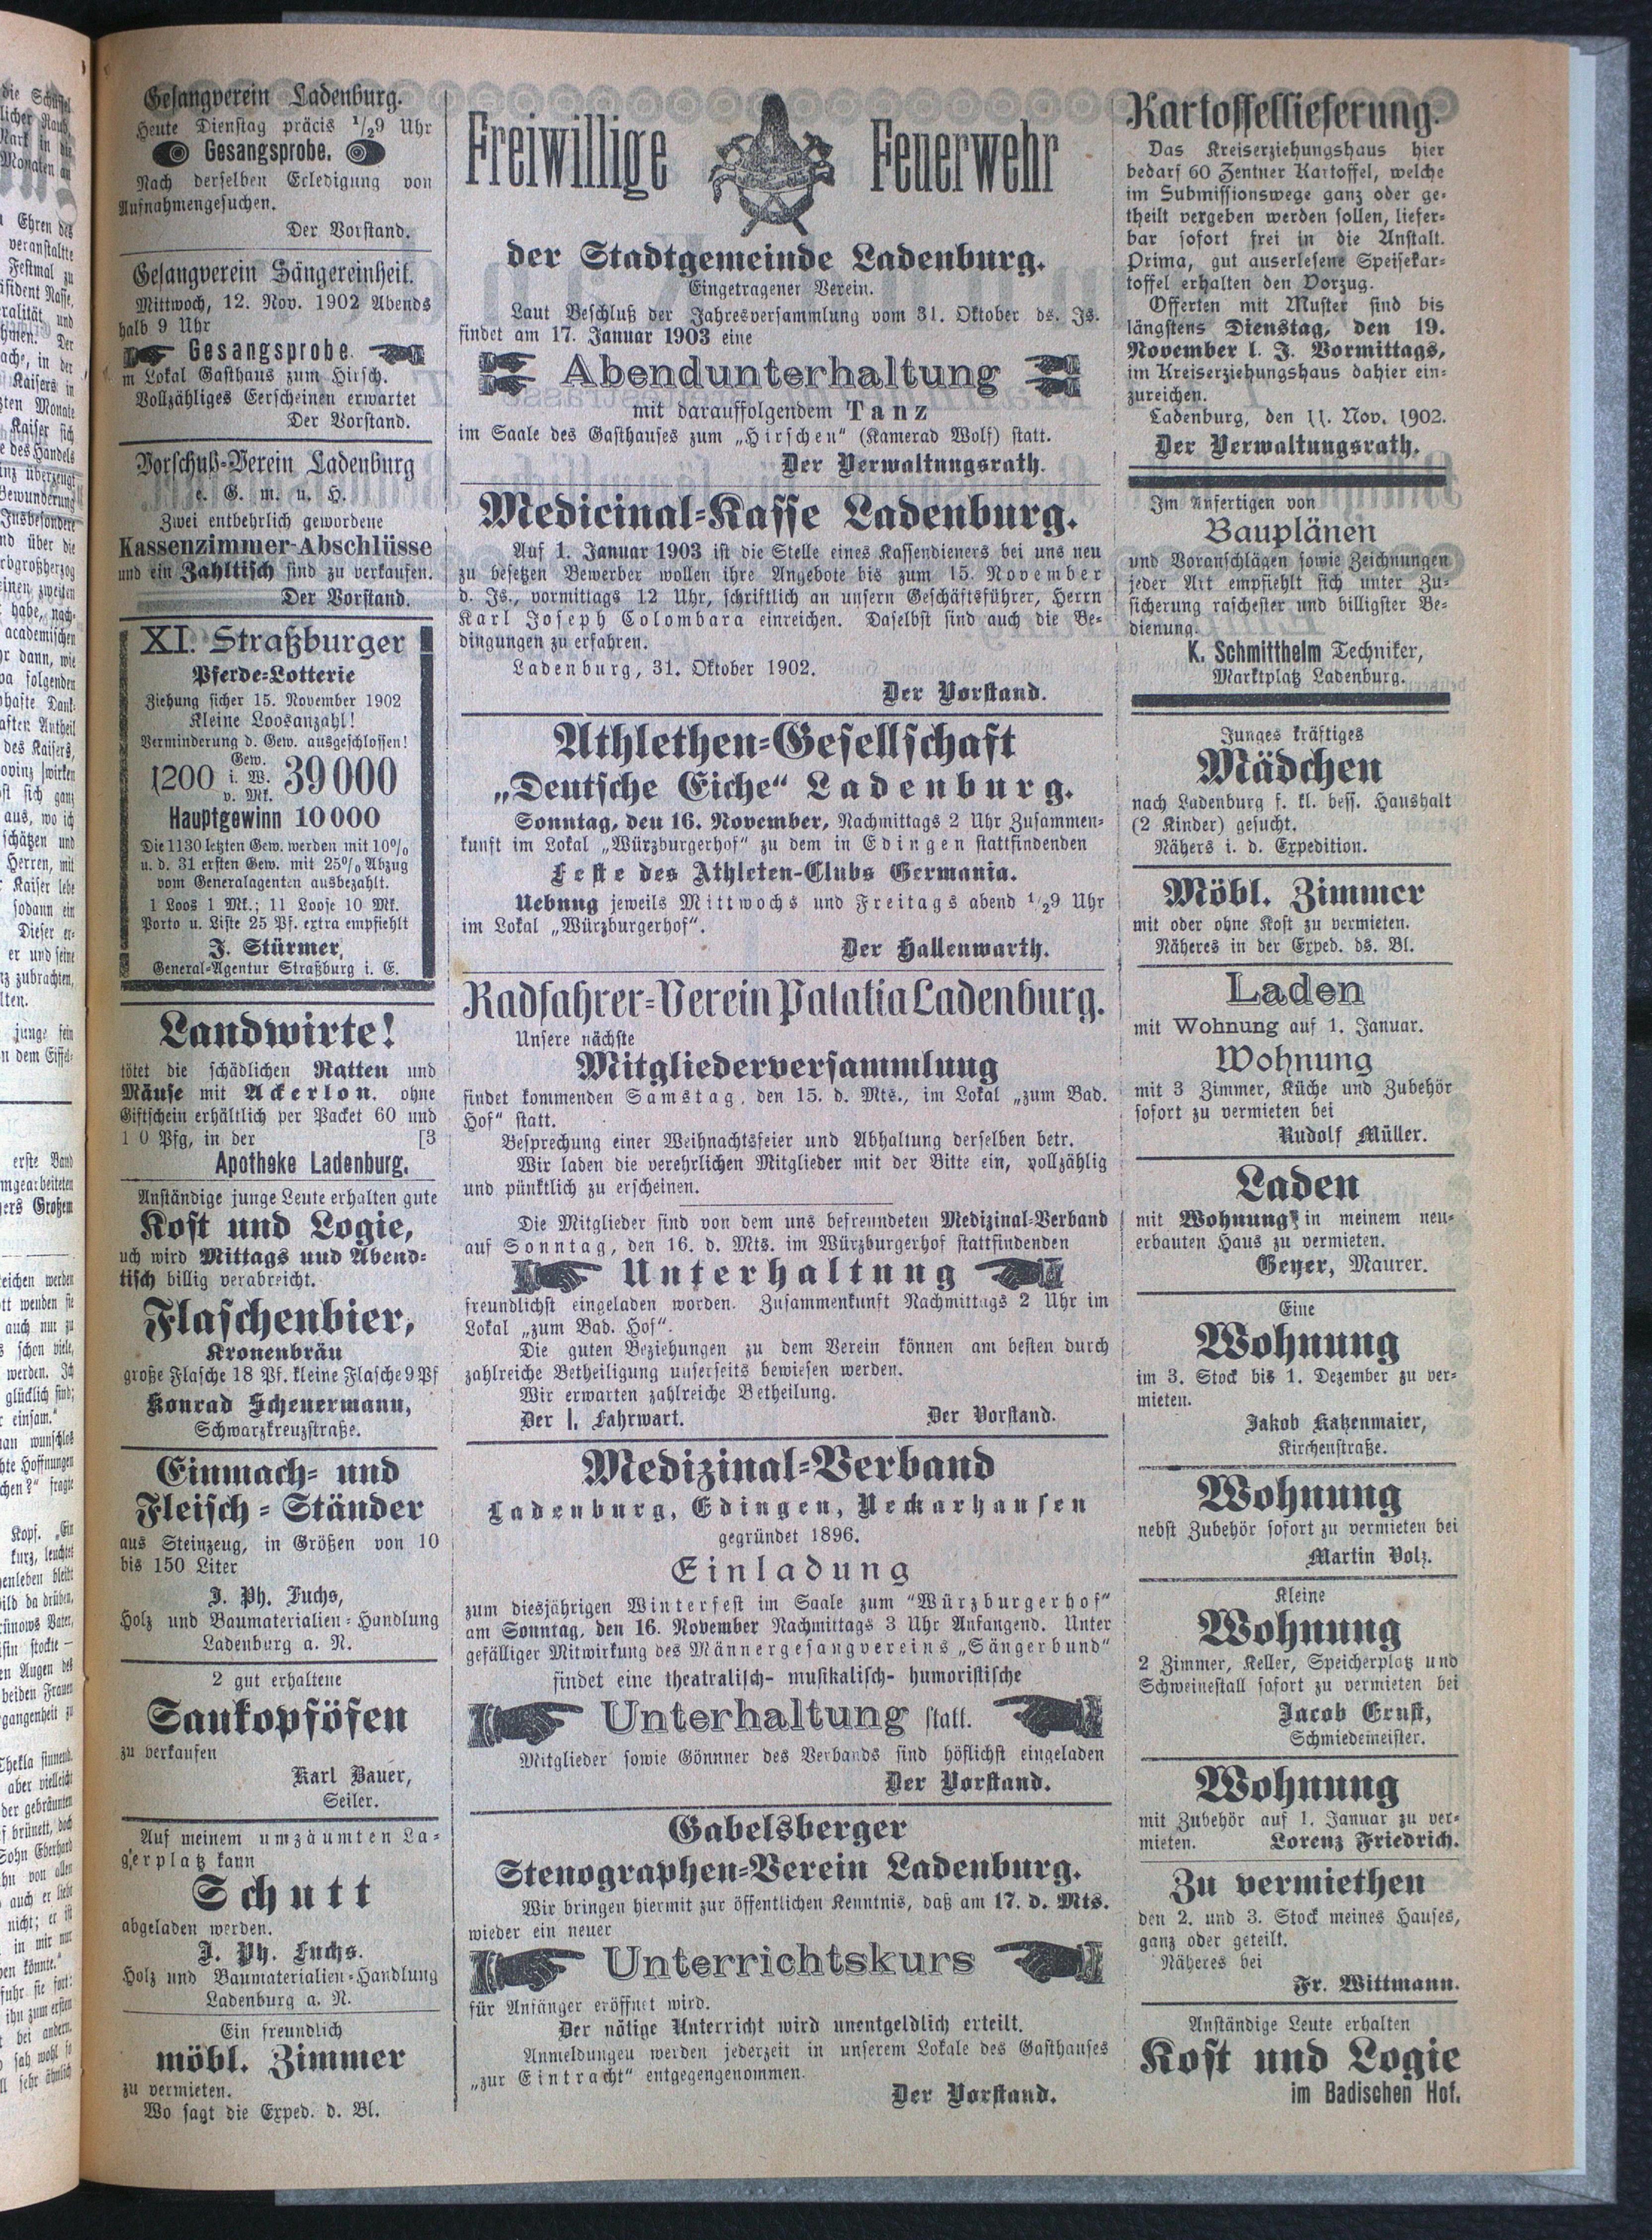 Gesangverein Ladenburg.
Heute Dienstag präcis 1/29 Uhr
Gesangsprobe.
Nach derselben Erledigung von
Aufnahmengesuchen.
Der Vorstand.
Gesangverein Sängereinheit.
Mittwoch, 12. Nov. 1902 Abends
halb 9 Uhr
Gesangsprobe
m Lokal Gasthaus zum Hirsch.
Vollzähliges Eerscheinen erwartet
Der Vorstand.
Vorschuß-Verein Ladenburg
e. G. m. u. H.
Zwei entbehrlich gewordene
Kassenzimmer-Abschlüsse
und ein Zahltisch sind zu verkaufen.
Der Vorstand.
XI. Straßburger
Pferde-Lotterie
Ziehung sicher 15. November 1902
Kleine Loosanzahl!
Verminderung d. Gew. ausgeschlossen!
1200 Gew. i. W. v. Mk. 39000
Hauptgewinn 10000
Die 1130 letzten Gew. werden mit 10%
u. d. 31 ersten Gew. mit 25% Abzug
vom Generalagenten ausbezahlt.
1 Loos 1 Mk.; 11 Loose 10 Mk.
Porto u. Liste 25 Pf. extra empfiehlt
J. Stürmer,
General-Agentur Straßburg i. E.
Landwirte!
tötet die schädlichen Ratten und
Mäuse mit Ackerlon. ohne
Giftschein erhältlich per Packet 60 und
10 Pfg, in der [3
Apotheke Ladenburg.
Anständige junge Leute erhalten gute
Kost und Logie,
uch wird Mittags und Abend-
tisch billig verabreicht.
Flaschenbier,
Kronenbräu
große Flasche 18 Pf. kleine Flasche 9 Pf
Konrad Scheuermann,
Schwarzkreuzstraße.
Einmach- und
Fleisch-Ständer
aus Steinzeug, in Größen von 10
bis 150 Liter
J. Ph. Fuchs,
Holz und Baumaterialien-Handlung
Ladenburg a. N.
2 gut erhaltene
Saukopföfen
zu verkaufen
Karl Bauer,
Seiler.
Auf meinem umzäumten La-
gerplatz kann
Schutt
abgeladen werden.
J. Ph. Fuchs.
Holz und Baumaterialien-Handlung
Ladenburg a. N.
Ein freundlich
möbl. Zimmer
zu vermieten.
Wo sagt die Exped. d. Bl.
Freiwillige Feuerwehr
der Stadtgemeinde Ladenburg.
Eingetragener Verein.
Laut Beschluß der Jahresversammlung vom 31. Oktober ds. Js.
findet am 17. Januar 1903 eine
Abendunterhaltung
mit darauffolgendem Tanz
im Saale des Gasthauses zum „Hirschen“ (Kamerad Wolf) statt.
Der Verwaltungsrath.
Medicinal-Kasse Ladenburg.
Auf 1. Januar 1903 ist die Stelle eines Kassendieners bei uns neu
zu besetzen Bewerber wollen ihre Angebote bis zum 15. November
d. Js., vormittags 12 Uhr, schriftlich an unsern Geschäftsführer, Herrn
Karl Joseph Colombara einreichen. Daselbst sind auch die Be-
dingungen zu erfahren.
Ladenburg, 31. Oktober 1902.
Der Vorstand.
Athlethen-Gesellschaft
„Deutsche Eiche“ Ladenburg.
Sonntag, den 16. November, Nachmittags 2 Uhr Zusammen-
kunft im Lokal „Würzburgerhof“ zu dem in Edingen stattfindenden
Feste des Athleten-Clubs Germania.
Uebung jeweils Mittwochs und Freitags abend 1/29 Uhr
im Lokal „Würzburgerhof“.
Der Hallenwarth.
Radfahrer-Verein Palatia Ladenburg.
Unsere nächste
Mitgliederversammlung
findet kommenden Samstag, den 15. d. Mts., im Lokal „zum Bad.
Hof“ statt.
Besprechung einer Weihnachtsfeier und Abhaltung derselben betr.
Wir laden die verehrlichen Mitglieder mit der Bitte ein, vollzählig
und pünktlich zu erscheinen.
Die Mitglieder sind von dem uns befreundeten Medizinal-Verband
auf Sonntag, den 16. d. Mts. im Würzburgerhof stattfindenden
Unterhaltung
freundlichst eingeladen worden. Zusammenkunft Nachmittags 2 Uhr im
Lokal „zum Bad. Hof“.
Die guten Beziehungen zu dem Verein können am besten durch
zahlreiche Betheiligung unserseits bewiesen werden.
Wir erwarten zahlreiche Betheilung.
Der I. Fahrwart. Der Vorstand.
Medizinal-Verband
Ladenburg, Edingen, Neckarhausen
gegründet 1896.
Einladung
zum diesjährigen Winterfest im Saale zum "Würzburgerhof"
am Sonntag, den 16. November Nachmittags 3 Uhr Anfangend. Unter
gefälliger Mitwirkung des Männergesangvereins „Sängerbund“
findet eine theatralisch- musikalisch- humoristische
Unterhaltung statt.
Mitglieder sowie Gönnner des Verbands sind höflichst eingeladen
Der Vorstand.
Gabelsberger
Stenographen-Verein Ladenburg.
Wir bringen hiermit zur öffentlichen Kenntnis, daß am 17. d. Mts.
wieder ein neuer
Unterrichtskurs
für Anfänger eröffnet wird.
Der nötige Unterricht wird unentgeldlich erteilt.
Anmeldungeu werden jederzeit in unserem Lokale des Gasthauses
„zur Eintracht“ entgegengenommen.
Der Vorstand.
Kartoffellieferung.
Das Kreiserziehungshaus hier
bedarf 60 Zentner Kartoffel, welche
im Submissionswege ganz oder ge-
theilt vergeben werden sollen, liefer-
bar sofort frei in die Anstalt.
Prima, gut auserlesene Speisekar-
toffel erhalten den Vorzug.
Offerten mit Muster sind bis
längstens Dienstag, den 19.
November l. J. Vormittags,
im Kreiserziehungshaus dahier ein-
zureichen.
Ladenburg, den 11. Nov. 1902.
Der Verwaltungsrath.
Im Anfertigen von
Bauplänen
und Voranschlägen sowie Zeichnungen
jeder Art empfiehlt sich unter Zu-
sicherung raschester und billigster Be-
dienung.
K. Schmitthelm Techniker,
Marktplatz Ladenburg.
Junges kräftiges
Mädchen
nach Ladenburg f. kl. bess. Haushalt
(2 Kinder) gesucht.
Nähers i. d. Expedition.
Möbl. Zimmer
mit oder ohne Kost zu vermieten.
Näheres in der Exped. ds. Bl.
Laden
mit Wohnung auf 1. Januar.
Wohnung
mit 3 Zimmer, Küche und Zubehör
sofort zu vermieten bei
Rudolf Müller.
Laden
mit Wohnung in meinem neu-
erbauten Haus zu vermieten.
Geyer, Maurer.
Eine
Wohnung
im 3. Stock bis 1. Dezember zu ver-
mieten.
Jakob Katzenmaier,
Kirchenstraße.
Wohnung
nebst Zubehör sofort zu vermieten bei
Martin Volz.
Kleine
Wohnung
2 Zimmer, Keller, Speicherplatz und
Schweinestall sofort zu vermieten bei
Jacob Ernst,
Schmiedemeister.
Wohnung
mit Zubehör auf 1. Januar zu ver-
mieten. Lorenz Friedrich.
Zu vermiethen
den 2. und 3. Stock meines Hauses,
ganz oder geteilt.
Näheres bei
Fr. Wittmann.
Anständige Leute erhalten
Kost und Logie
im Badischen Hof.